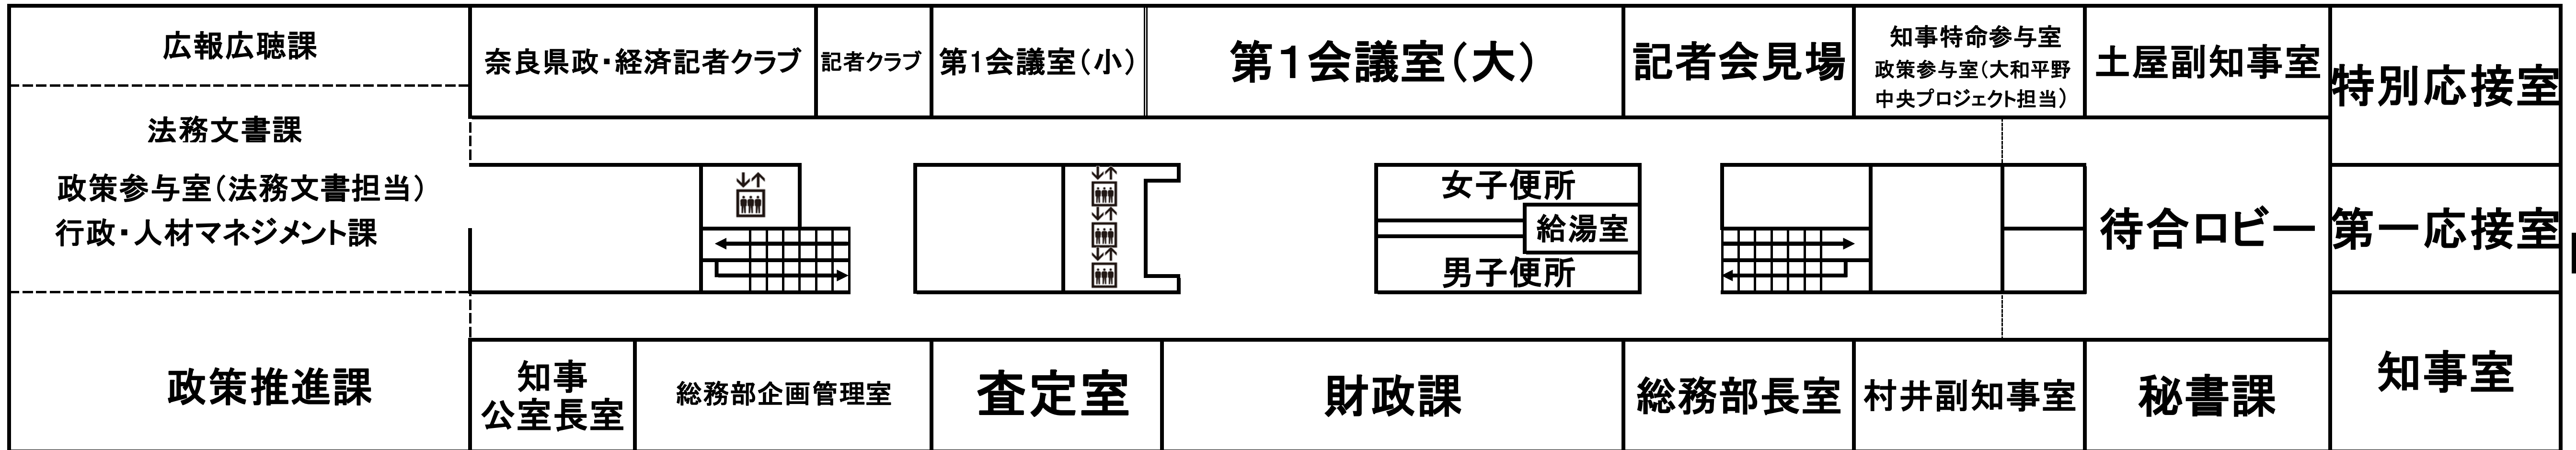 広報広聴課
法務文書課
政策参与室（法務文書担当）
行政・人材マネジメント課
政策推進課
奈良県政・経済記者クラブ
記者クラブ
第1会議室（小）
第1会議室（大）
記者会見場
知事特命参与室
政策参与室（大和平野
中央プロジェクト担当）
土屋副知事室
特別応接室
女子便所
給湯室
男子便所
待合ロビー
第一応接室
知事
公室長室
総務部企画管理室
査定室
財政課
総務部長室
村井副知事室
秘書課
知事室